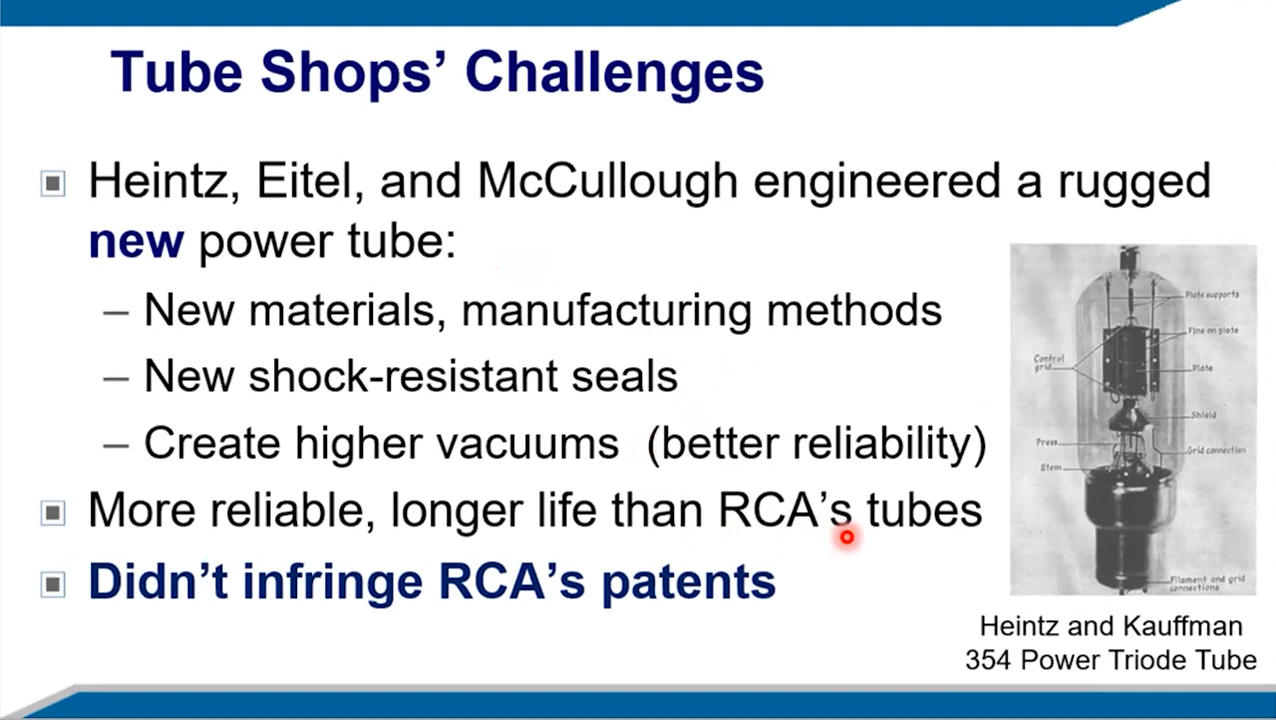 Tube Shops’ Challenges
Heintz, Eitel, and McCullough engineered a rugged
new power tube:
– New materials, manufacturing methods
– New shock-resistant seals
– Create higher vacuums (better reliability)
More reliable, longer life than RCA’s tubes
Didn’t infringe RCA’s patents
Plate supports
Fins on plate
Control
grid
Plate
Shield
Press
Grid connection
Stem
Filament and grid
connections
Heintz and Kauffman
354 Power Triode Tube